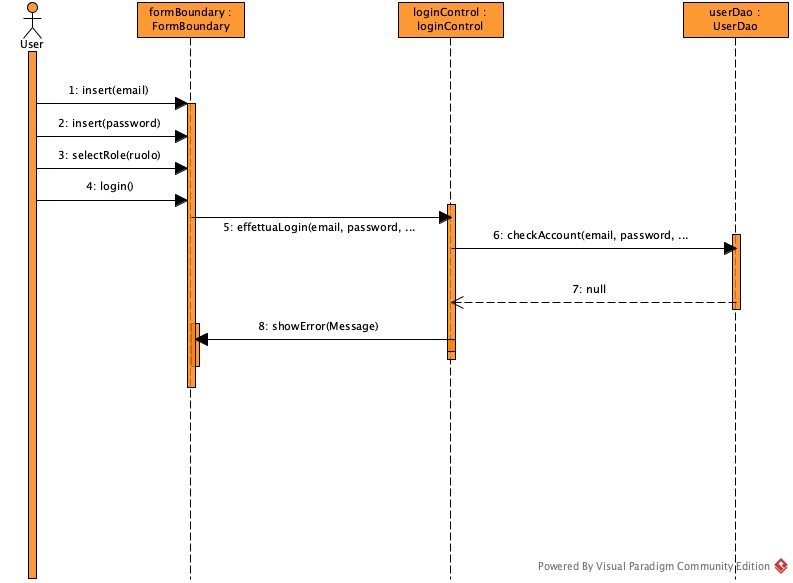 formBoundary :
FormBoundary
loginControl :
loginControl
userDao :
UserDao
User
1: insert(email)
2: insert(password)
3: selectRole(ruolo)
4: login()
5: effettuaLogin(email, password, ...
6: checkAccount(email, password, ...
7: null
8: showError(Message)
Powered By Visual Paradigm Community Edition